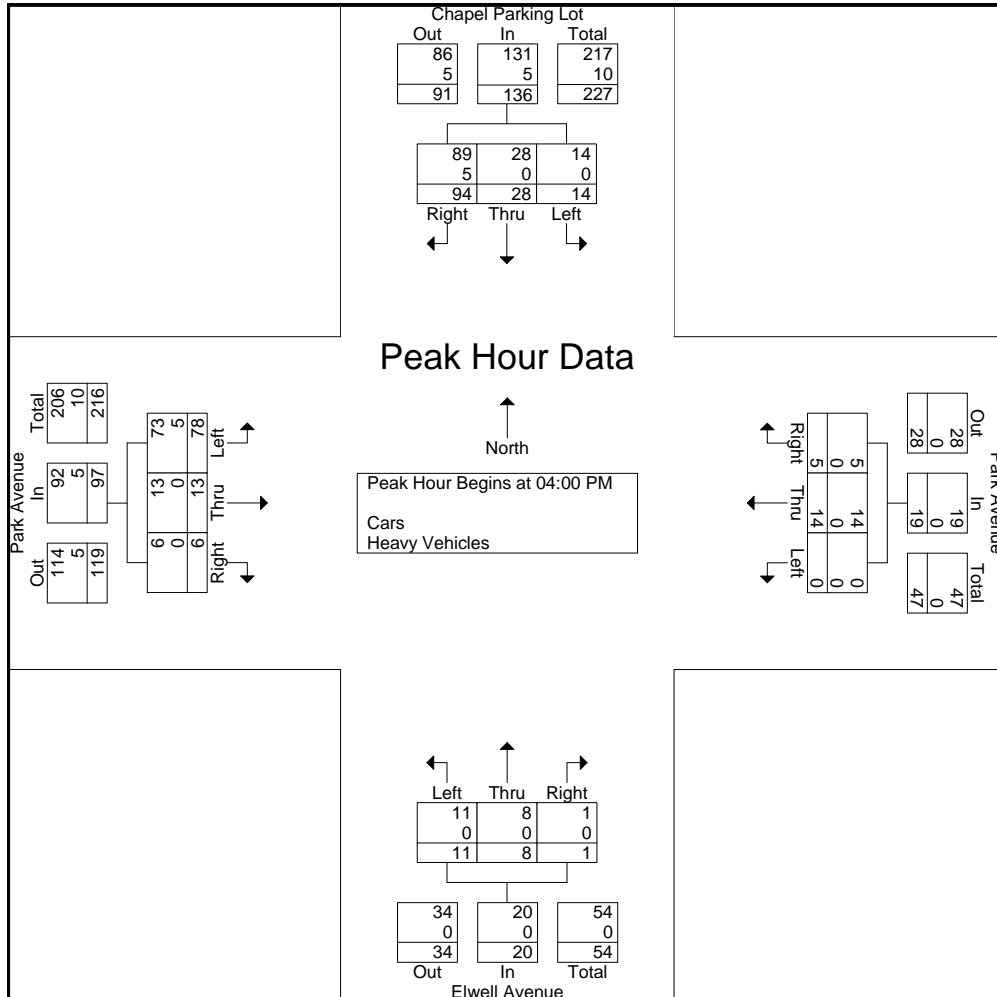 Chapel Parking Lot
Out In Total
86 131 217
5 5 10
91 136 227
89 28 14
5 0 0
94 28 14
Right Thru Left
Peak Hour Data
North
Peak Hour Begins at 04:00 PM
Cars
Heavy Vehicles
Park Avenue
Out In Total
114 92 206
5 5 10
119 97 216
Left Thru Right
73 13 6
5 0 0
78 13 6
Right Thru Left
5 14 0
0 0 0
5 14 0
Park Avenue
Out In Total
28 19 47
0 0 0
28 19 47
Left Thru Right
11 8 1
0 0 0
11 8 1
34 20 54
0 0 0
34 20 54
Out In Total
Elwell Avenue